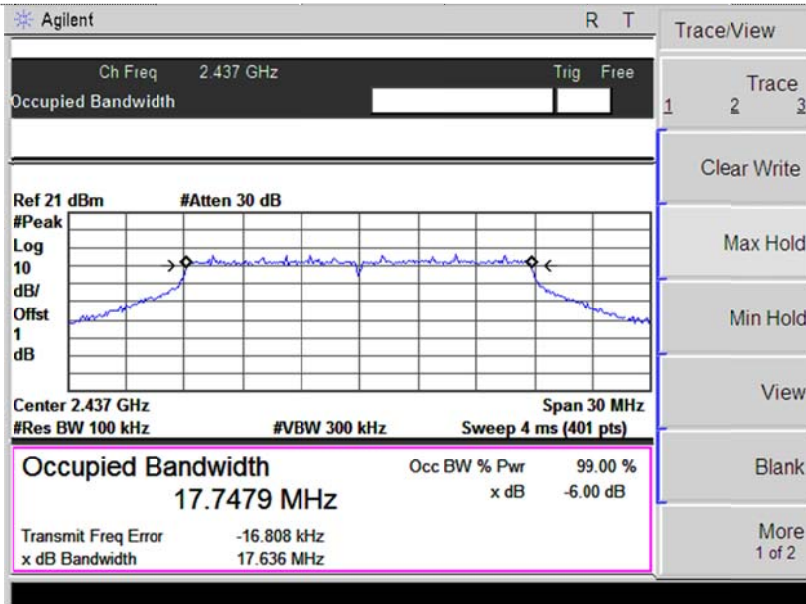 Agilent R T
Ch Freq 2.437 GHz Trig Free
Occupied Bandwidth
Ref 21 dBm #Atten 30 dB
#Peak
Log
10
dB/
Offst
1
dB
Center 2.437 GHz Span 30 MHz
#Res BW 100 kHz #VBW 300 kHz Sweep 4 ms (401 pts)
Occupied Bandwidth Occ BW % Pwr 99.00 %
17.7479 MHz x dB -6.00 dB
Transmit Freq Error -16.808 kHz
x dB Bandwidth 17.636 MHz
Trace/View
Trace
1 2 3
Clear Write
Max Hold
Min Hold
View
Blank
More
1 of 2